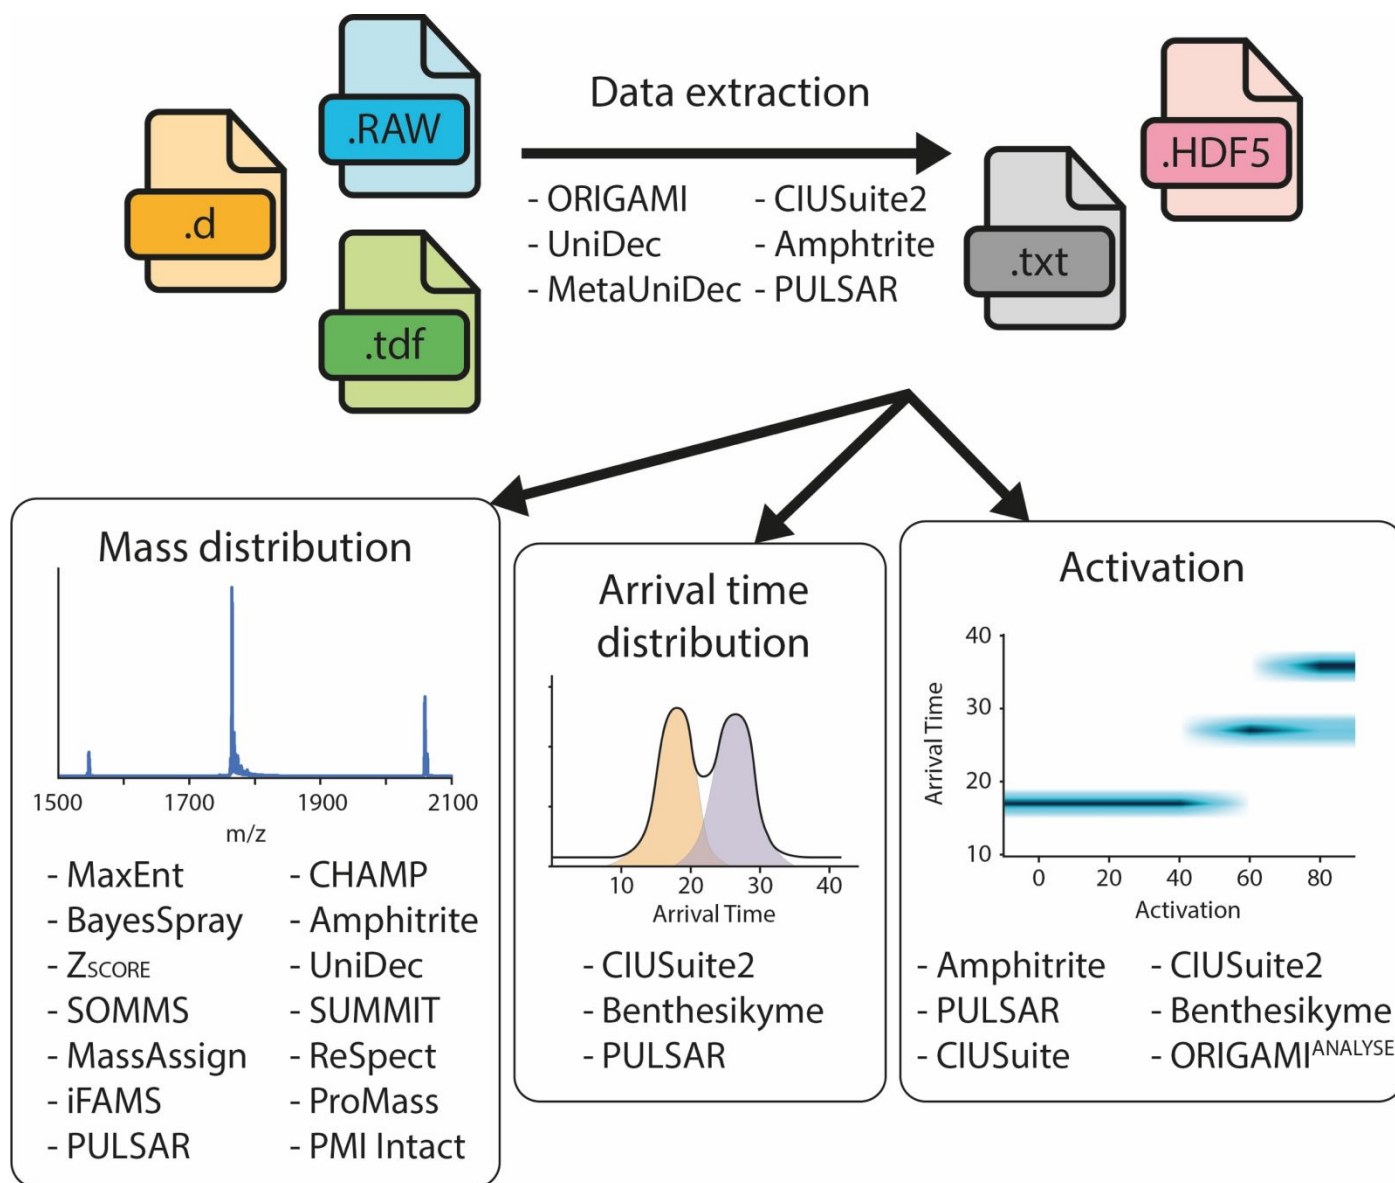 .d
.RAW
.tdf
Data extraction
- ORIGAMI
- UniDec
- MetaUniDec
- CIUSuite2
- Amphtrite
- PULSAR
.txt
.HDF5
Mass distribution
1500 1700 1900 2100
m/z
- MaxEnt
- BayesSpray
- ZSCORE
- SOMMS
- MassAssign
- iFAMS
- PULSAR
- CHAMP
- Amphitrite
- UniDec
- SUMMIT
- ReSpect
- ProMass
- PMI Intact
Arrival time
distribution
10 20 30 40
Arrival Time
- CIUSuite2
- Benthesikyme
- PULSAR
Activation
Arrival Time
40
30
20
10
0 20 40 60 80
Activation
- Amphitrite
- PULSAR
- CIUSuite
- CIUSuite2
- Benthesikyme
- ORIGAMIANALYSE